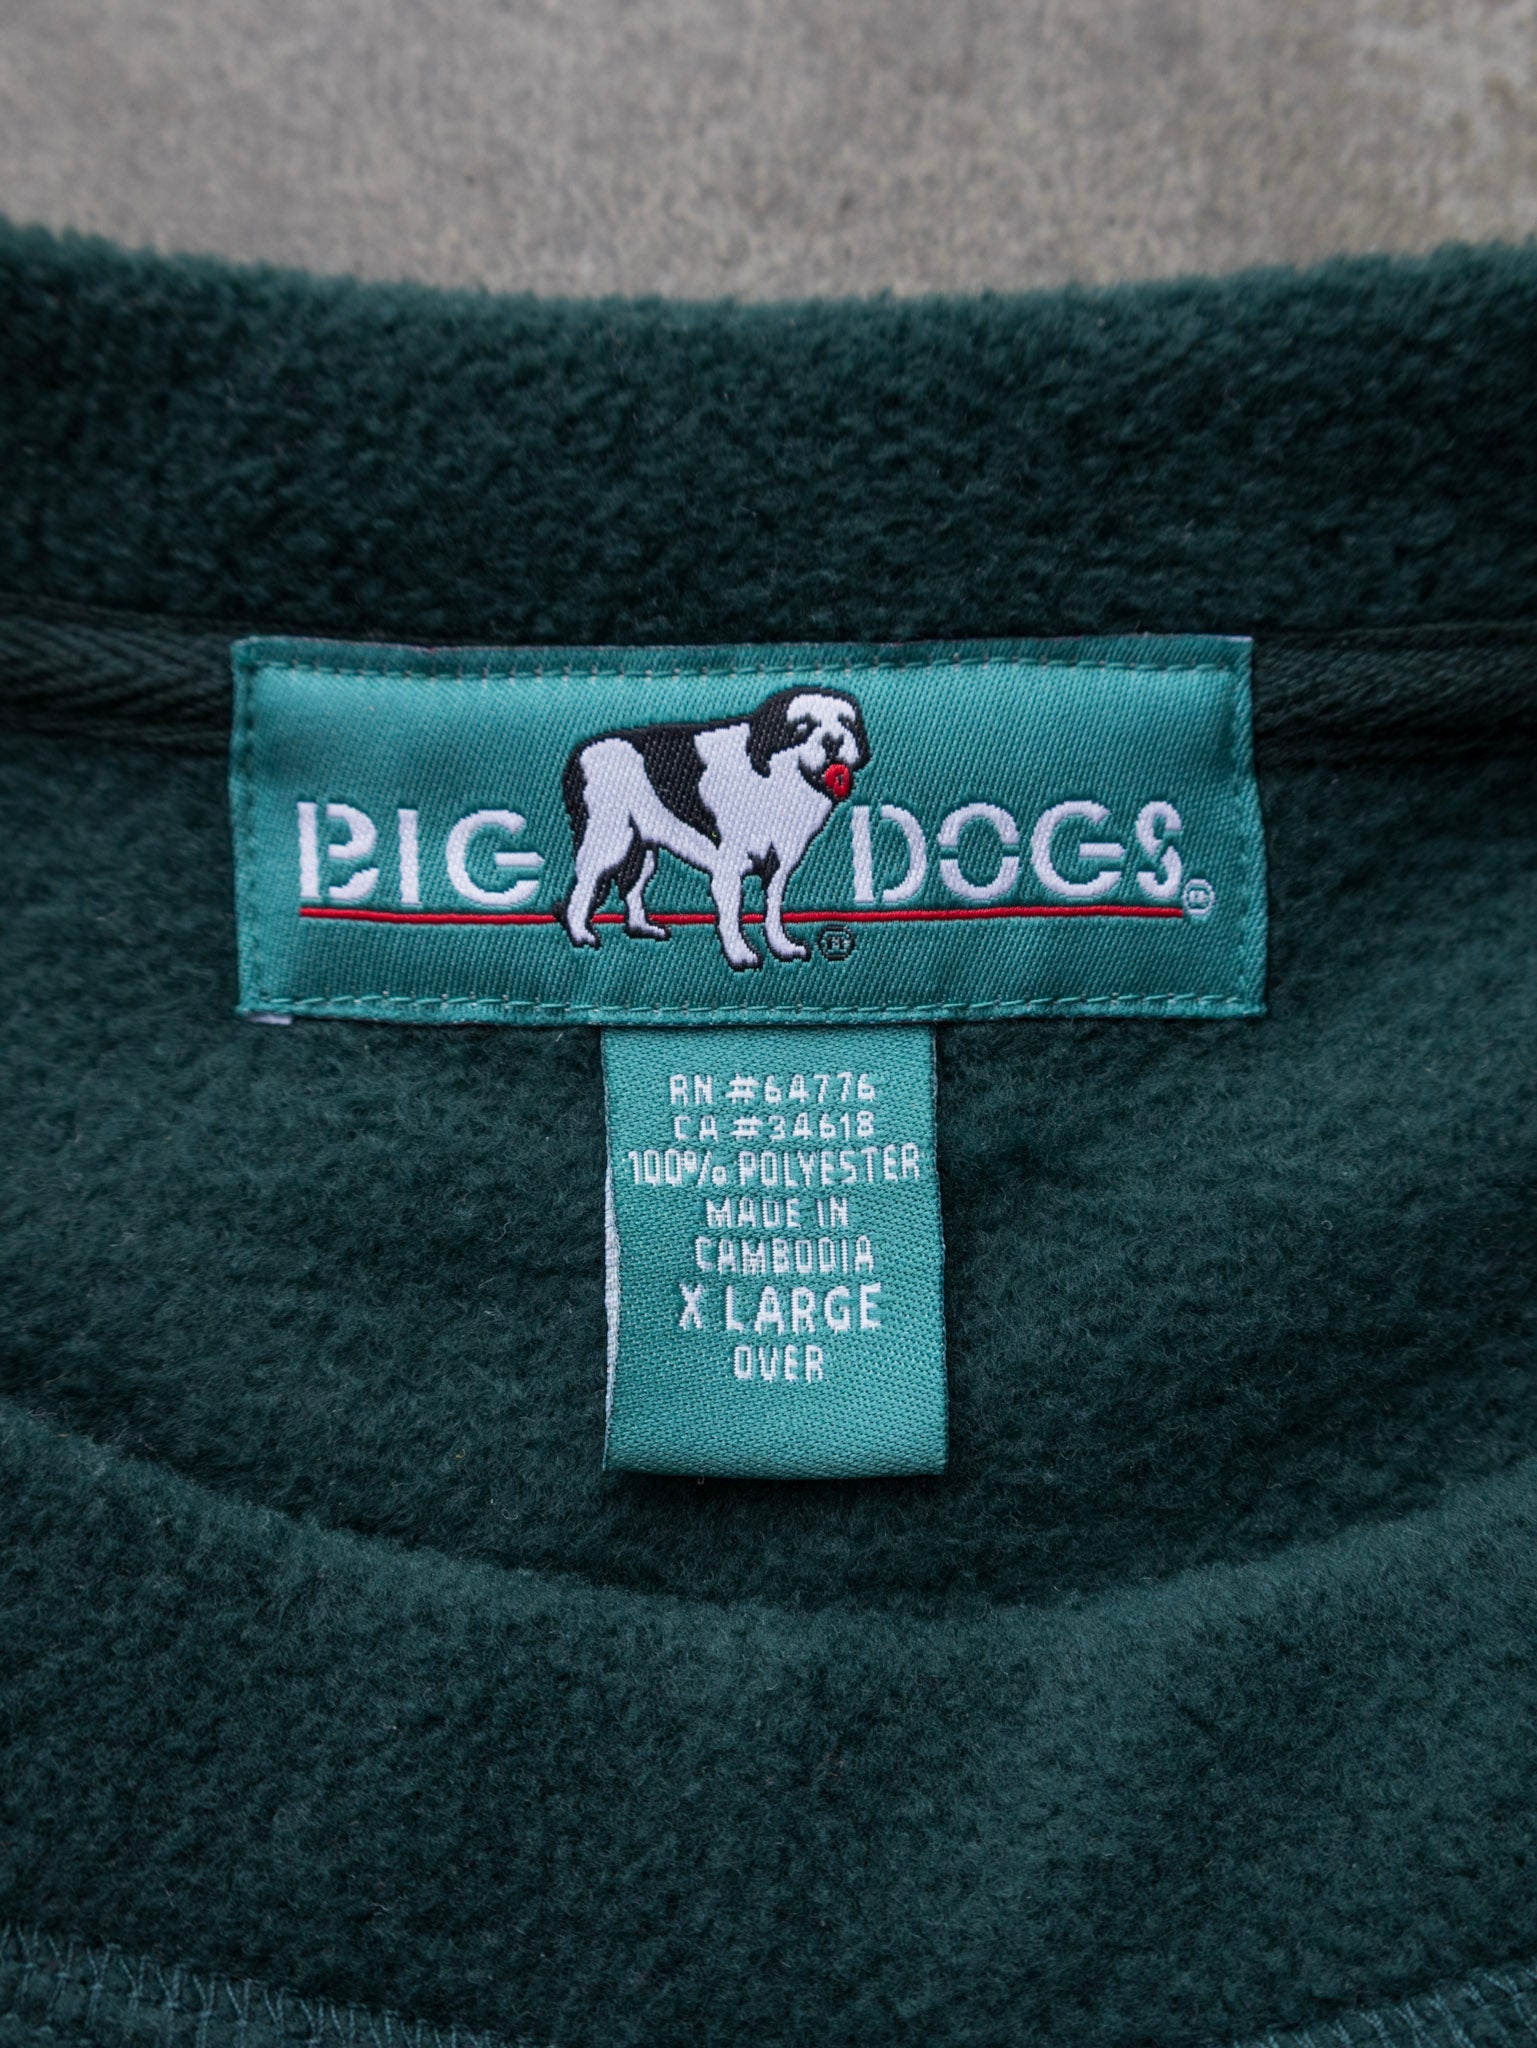 BIG DOGS®
®
RN #64776
CA #34618
100% POLYESTER
MADE IN
CAMBODIA
X LARGE
OVER